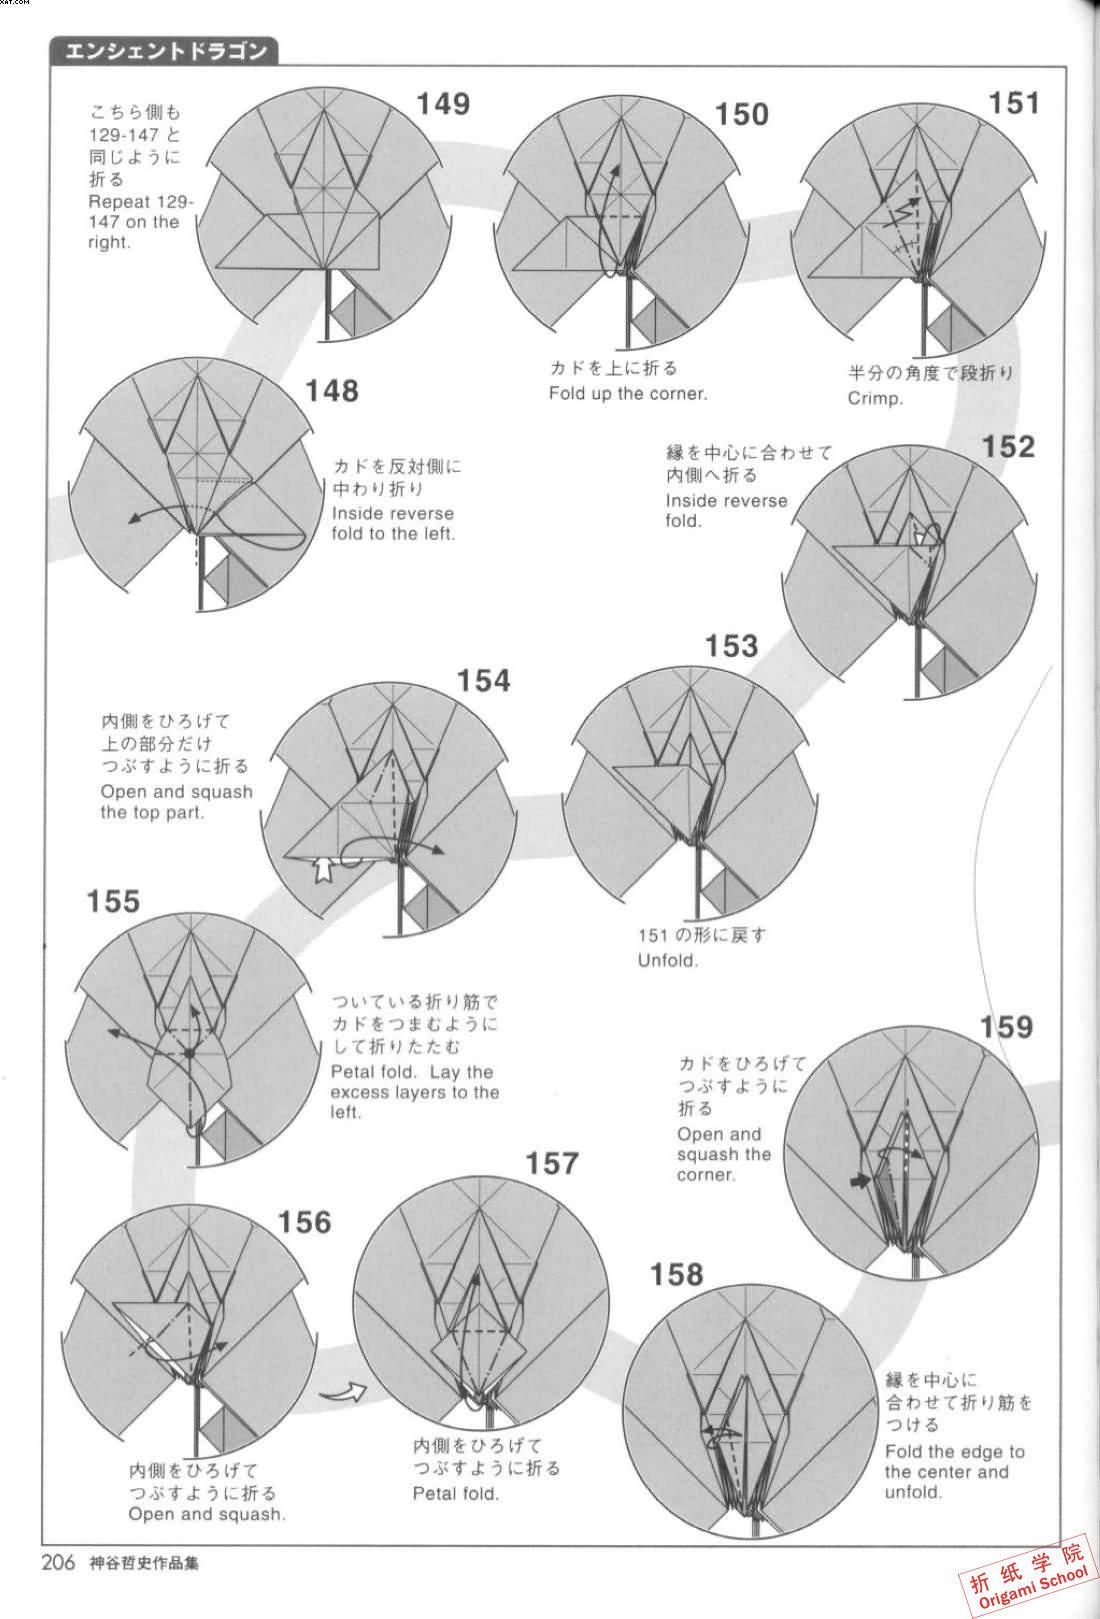 XAT.COM
エンシェントドラゴン
こちら側も
129-147 と
同じように
折る
Repeat 129-
147 on the
right.
149
150
カドを上に折る
Fold up the corner.
151
半分の角度で段折り
Crimp.
148
カドを反対側に
中わり折り
Inside reverse
fold to the left.
152
縁を中心に合わせて
内側へ折る
Inside reverse
fold.
153
151 の形に戻す
Unfold.
154
内側をひろげて
上の部分だけ
つぶすように折る
Open and squash
the top part.
155
ついている折り筋で
カドをつまむように
して折りたたむ
Petal fold. Lay the
excess layers to the
left.
156
内側をひろげて
つぶすように折る
Open and squash.
157
内側をひろげて
つぶすように折る
Petal fold.
158
縁を中心に
合わせて折り筋を
つける
Fold the edge to
the center and
unfold.
159
カドをひろげて
つぶすように
折る
Open and
squash the
corner.
206 神谷哲史作品集
折纸学院
Origami School